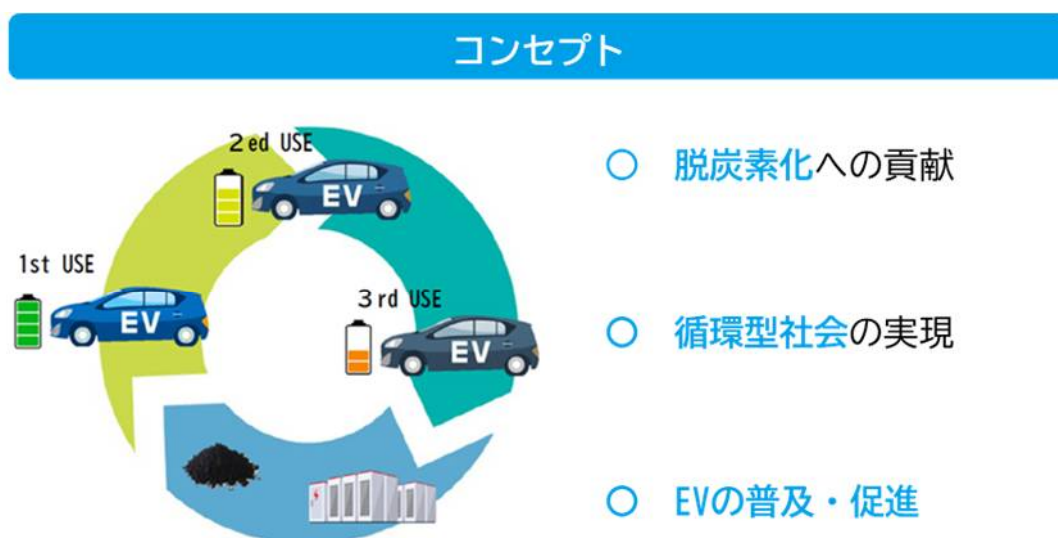 コンセプト
2ed USE
EV
1st USE
EV
3rd USE
EV
○ 脱炭素化への貢献
○ 循環型社会の実現
○ EVの普及・促進